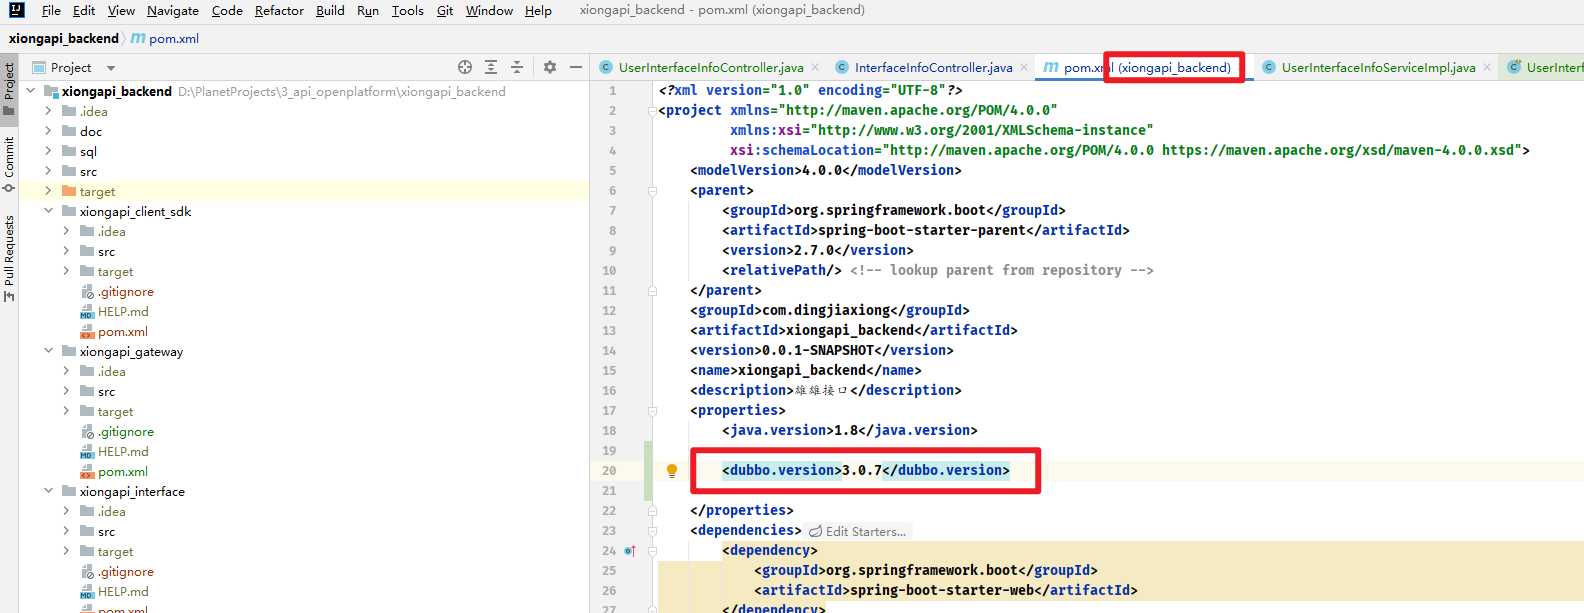 File Edit View Navigate Code Refactor Build Run Tools Git Window Help xiongapi_backend - pom.xml (xiongapi_backend)
xiongapi_backend pom.xml
Project
UserInterfaceInfoController.java InterfaceInfoController.java pom.xml (xiongapi_backend) UserInterfaceInfoServiceImpl.java UserInterf
Project
Commit
Pull Requests
xiongapi_backend D:\PlanetProjects\3_api_openplatform\xiongapi_backend
.idea
doc
sql
src
target
xiongapi_client_sdk
.idea
src
target
.gitignore
HELP.md
pom.xml
xiongapi_gateway
.idea
src
target
.gitignore
HELP.md
pom.xml
xiongapi_interface
.idea
src
target
.gitignore
HELP.md
pom.xml
1 <?xml version="1.0" encoding="UTF-8"?>
2 <project xmlns="http://maven.apache.org/POM/4.0.0"
3 xmlns:xsi="http://www.w3.org/2001/XMLSchema-instance"
4 xsi:schemaLocation="http://maven.apache.org/POM/4.0.0 https://maven.apache.org/xsd/maven-4.0.0.xsd">
5 <modelVersion>4.0.0</modelVersion>
6 <parent>
7 <groupId>org.springframework.boot</groupId>
8 <artifactId>spring-boot-starter-parent</artifactId>
9 <version>2.7.0</version>
10 <relativePath/> <!-- lookup parent from repository -->
11 </parent>
12 <groupId>com.dingjiaxiong</groupId>
13 <artifactId>xiongapi_backend</artifactId>
14 <version>0.0.1-SNAPSHOT</version>
15 <name>xiongapi_backend</name>
16 <description>雄雄接口</description>
17 <properties>
18 <java.version>1.8</java.version>
19
20 <dubbo.version>3.0.7</dubbo.version>
21
22 </properties>
23 <dependencies> Edit Starters...
24 <dependency>
25 <groupId>org.springframework.boot</groupId>
26 <artifactId>spring-boot-starter-web</artifactId>
27 </dependency>